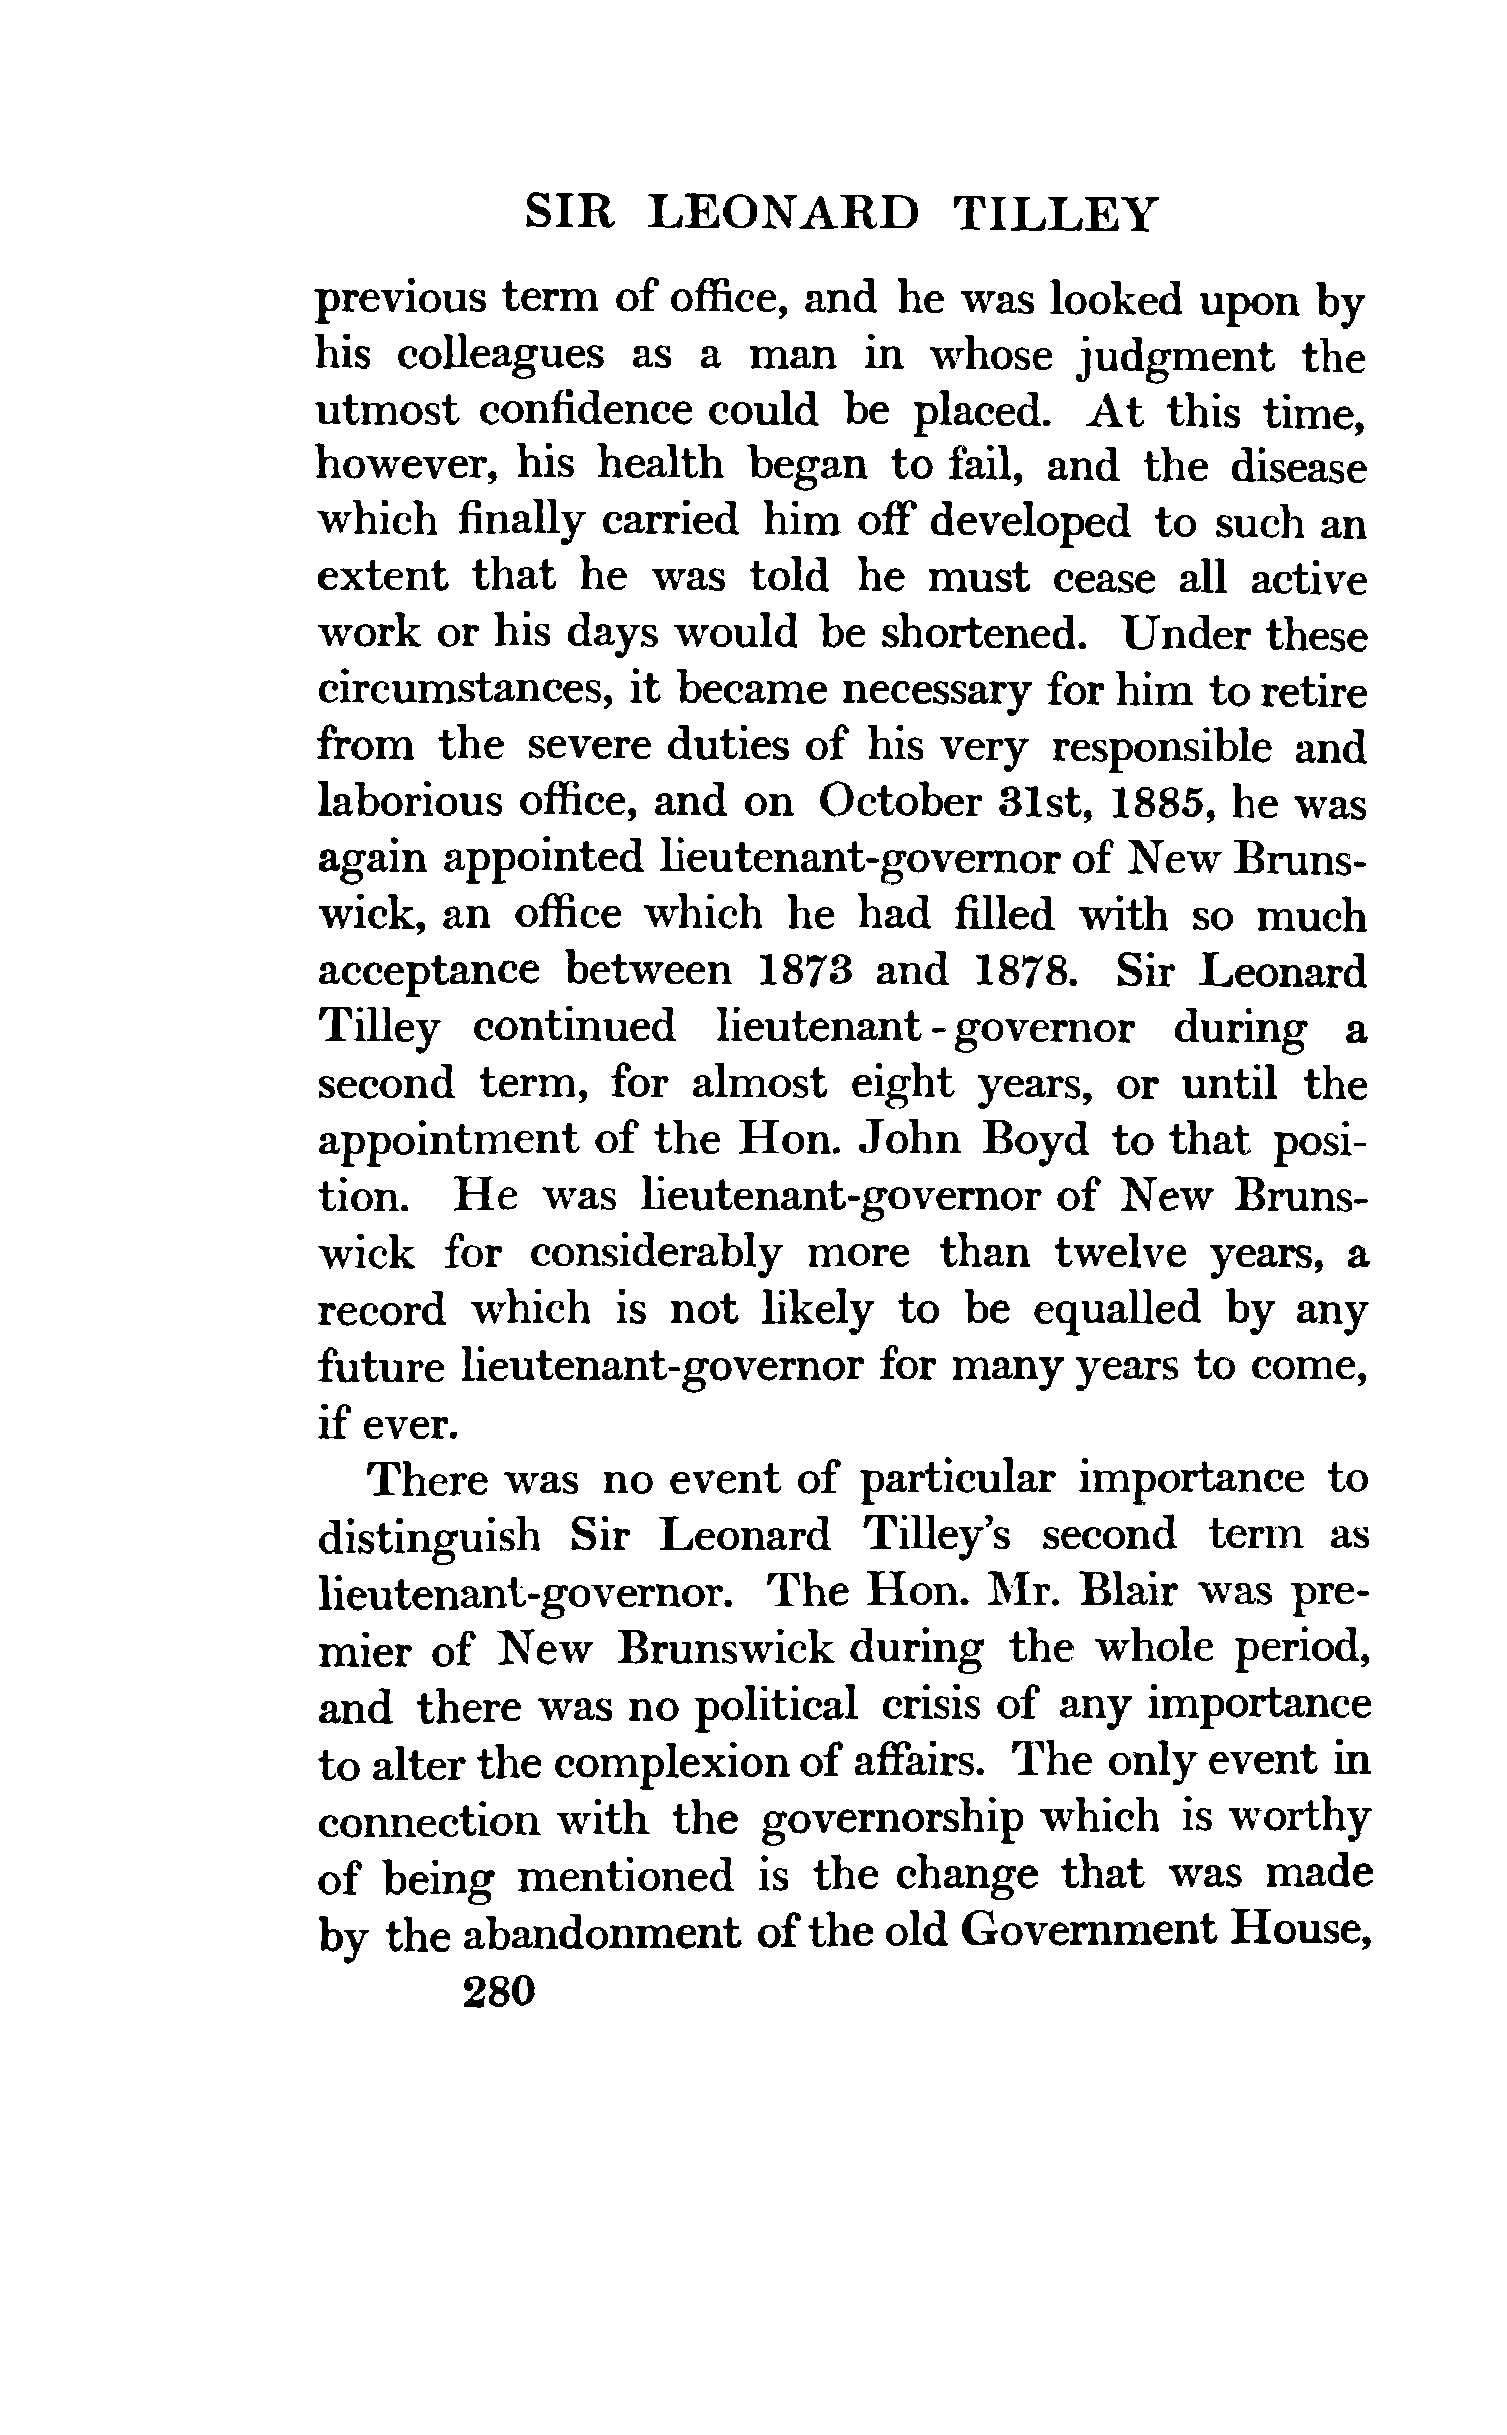 SIR LEONARD TILLEY
previous term of office, and he was looked upon by
his colleagues as a man in whose judgment the
utmost confidence could be placed. At this time,
however, his health began to fail, and the disease
which finally carried him off developed to such an
extent that he was told he must cease all active
work or his days would be shortened. Under these
circumstances, it became necessary for him to retire
from the severe duties of his very responsible and
laborious office, and on October 31st, 1885, he was
again appointed lieutenant-governor of New Bruns-
wick, an office which he had filled with so much
acceptance between 1873 and 1878. Sir Leonard
Tilley continued lieutenant-governor during a
second term, for almost eight years, or until the
appointment of the Hon. John Boyd to that posi-
tion. He was lieutenant-governor of New Bruns-
wick for considerably more than twelve years, a
record which is not likely to be equalled by any
future lieutenant-governor for many years to come,
if ever.
There was no event of particular importance to
distinguish Sir Leonard Tilley's second term as
lieutenant-governor. The Hon. Mr. Blair was pre-
mier of New Brunswick during the whole period,
and there was no political crisis of any importance
to alter the complexion of affairs. The only event in
connection with the governorship which is worthy
of being mentioned is the change that was made
by the abandonment of the old Government House,
280